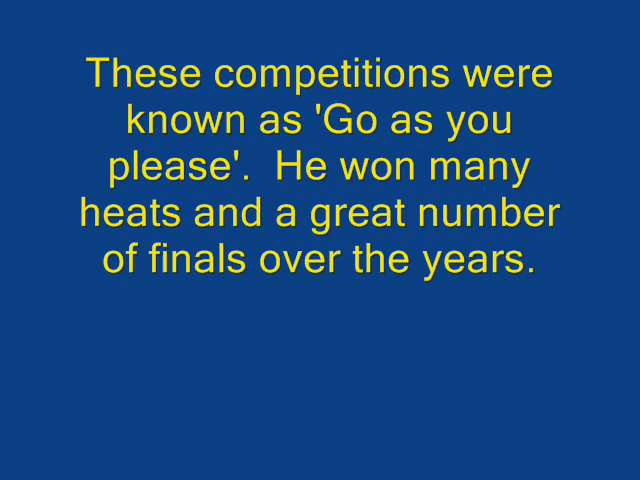 These competitions were
known as 'Go as you
please'.  He won many
heats and a great number
of finals over the years.